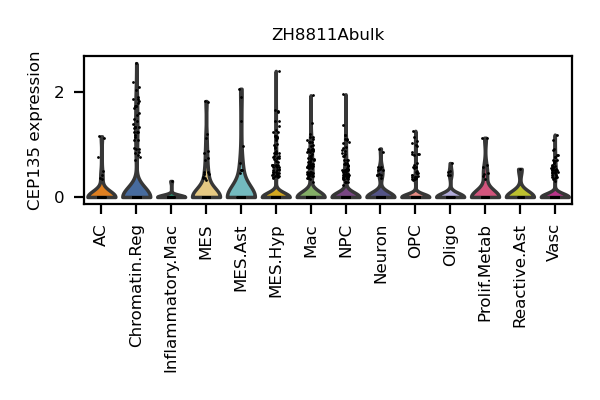 ZH8811Abulk
CEP135 expression
2
0
AC
Chromatin.Reg
Inflammatory.Mac
MES
MES.Ast
MES.Hyp
Mac
NPC
Neuron
OPC
Oligo
Prolif.Metab
Reactive.Ast
Vasc